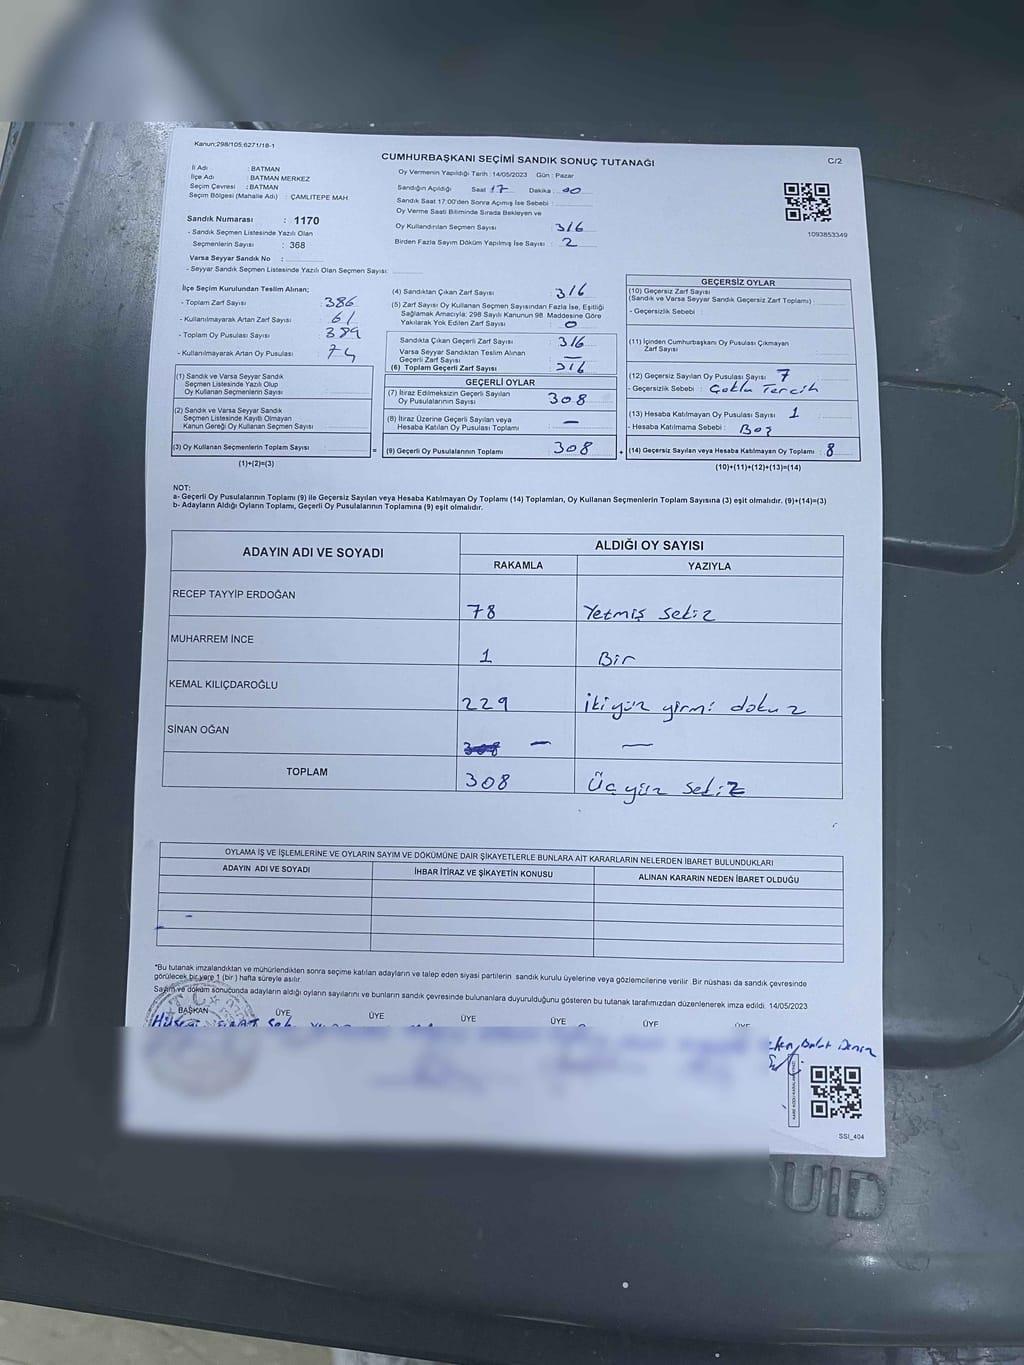 Kanun:298/105;6271/18-1
CUMHURBAŞKANI SEÇİMİ SANDIK SONUÇ TUTANAĞI
C/2
İl Adı : BATMAN
İlçe Adı : BATMAN MERKEZ
Seçim Çevresi : BATMAN
Seçim Bölgesi (Mahalle Adı) : ÇAMLITEPE MAH
Sandık Numarası : 1170
- Sandık Seçmen Listesinde Yazılı Olan
Seçmenlerin Sayısı : 368
Varsa Seyyar Sandık No :
- Seyyar Sandık Seçmen Listesinde Yazılı Olan Seçmen Sayısı:
Oy Vermenin Yapıldığı Tarih : 14/05/2023 Gün : Pazar
Sandığın Açıldığı Saat 17 Dakika 00
Sandık Saat 17:00'den Sonra Açımış İse Sebebi :
Oy Verme Saati Bitiminde Sırada Bekleyen ve
Oy Kullandırılan Seçmen Sayısı 316
Birden Fazla Sayım Döküm Yapılmış İse Sayısı : 2
1093853349
İlçe Seçim Kurulundan Teslim Alınan;
- Toplam Zarf Sayısı : 386
- Kullanılmayarak Artan Zarf Sayısı : 61
- Toplam Oy Pusulası Sayısı : 389
- Kullanılmayarak Artan Oy Pusulası : 74
(1) Sandık ve Varsa Seyyar Sandık
Seçmen Listesinde Yazılı Olup
Oy Kullanan Seçmenlerin Sayısı
(2) Sandık ve Varsa Seyyar Sandık
Seçmen Listesinde Kayıtlı Olmayan
Kanun Gereği Oy Kullanan Seçmen Sayısı
(3) Oy Kullanan Seçmenlerin Toplam Sayısı
(1)+(2)=(3)
=
(4) Sandıktan Çıkan Zarf Sayısı 316
(5) Zarf Sayısı Oy Kullanan Seçmen Sayısından Fazla İse, Eşitliği
Sağlamak Amacıyla; 298 Sayılı Kanunun 98. Maddesine Göre
Yakılarak Yok Edilen Zarf Sayısı : 0
Sandıkta Çıkan Geçerli Zarf Sayısı 316
Varsa Seyyar Sandıktan Teslim Alınan
Geçerli Zarf Sayısı —
(6) Toplam Geçerli Zarf Sayısı 316
GEÇERLİ OYLAR
(7) İtiraz Edilmeksizin Geçerli Sayılan
Oy Pusulalarının Sayısı 308
(8) İtiraz Üzerine Geçerli Sayılan veya
Hesaba Katılan Oy Pusulası Toplamı —
(9) Geçerli Oy Pusulalarının Toplamı 308
+
GEÇERSİZ OYLAR
(10) Geçersiz Zarf Sayısı
(Sandık ve Varsa Seyyar Sandık Geçersiz Zarf Toplamı)
- Geçersizlik Sebebi :
(11) İçinden Cumhurbaşkanı Oy Pusulası Çıkmayan
Zarf Sayısı
(12) Geçersiz Sayılan Oy Pusulası Sayısı 7
- Geçersizlik Sebebi : Çoklu Tercih
(13) Hesaba Katılmayan Oy Pusulası Sayısı 1
- Hesaba Katılmama Sebebi : Boş
(14) Geçersiz Sayılan veya Hesaba Katılmayan Oy Toplamı : 8
(10)+(11)+(12)+(13)=(14)
NOT:
a- Geçerli Oy Pusulalarının Toplamı (9) ile Geçersiz Sayılan veya Hesaba Katılmayan Oy Toplamı (14) Toplamları, Oy Kullanan Seçmenlerin Toplam Sayısına (3) eşit olmalıdır. (9)+(14)=(3)
b- Adayların Aldığı Oyların Toplamı, Geçerli Oy Pusulalarının Toplamına (9) eşit olmalıdır.
ADAYIN ADI VE SOYADI
ALDIĞI OY SAYISI
RAKAMLA YAZIYLA
RECEP TAYYİP ERDOĞAN 78 Yetmiş sekiz
MUHARREM İNCE 1 Bir
KEMAL KILIÇDAROĞLU 229 ikiyüz yirmi dokuz
SİNAN OĞAN — —
TOPLAM 308 Üçyüz sekiz
OYLAMA İŞ VE İŞLEMLERİNE VE OYLARIN SAYIM VE DÖKÜMÜNE DAİR ŞİKAYETLERLE BUNLARA AİT KARARLARIN NELERDEN İBARET BULUNDUKLARI
ADAYIN ADI VE SOYADI İHBAR İTİRAZ VE ŞİKAYETİN KONUSU ALINAN KARARIN NEDEN İBARET OLDUĞU
*Bu tutanak imzalandıktan ve mühürlendikten sonra seçime katılan adayların ve talep eden siyasi partilerin sandık kurulu üyelerine veya gözlemcilerine verilir. Bir nüshası da sandık çevresinde
görülecek bir yere 1 (bir) hafta süreyle asılır.
Sayım ve döküm sonucunda adayların aldığı oyların sayılarını ve bunların sandık çevresinde bulunanlara duyurulduğunu gösteren bu tutanak tarafımızdan düzenlenerek imza edildi. 14/05/2023
BAŞKAN ÜYE ÜYE ÜYE ÜYE ÜYE ÜYE
SSI_404
UID